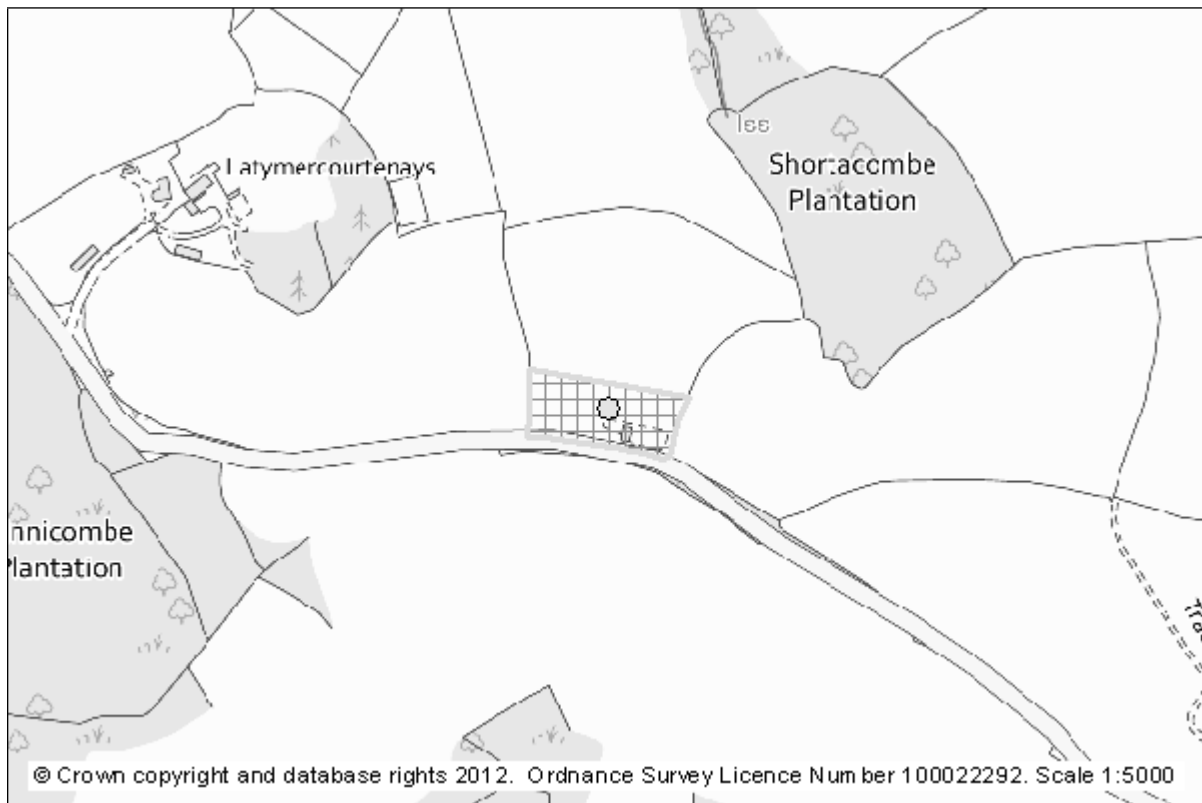 Iss
Latymercourtenays
Shortacombe
Plantation
nnicombe
Plantation
Tra
© Crown copyright and database rights 2012. Ordnance Survey Licence Number 100022292. Scale 1:5000